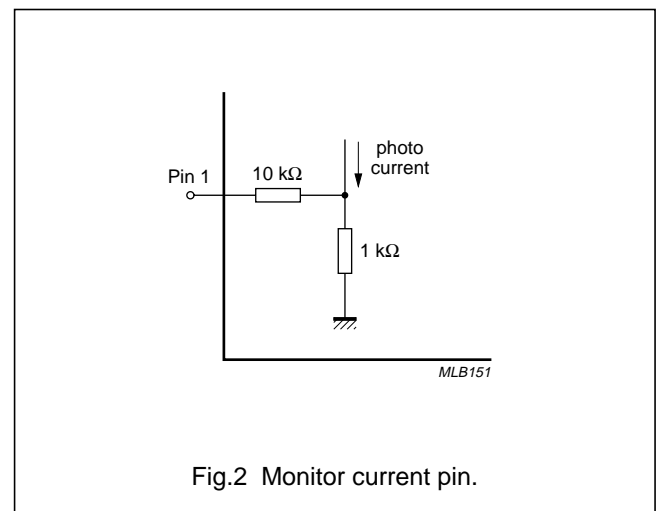 photo
current
Pin 1
10 kΩ
1 kΩ
MLB151
Fig.2 Monitor current pin.